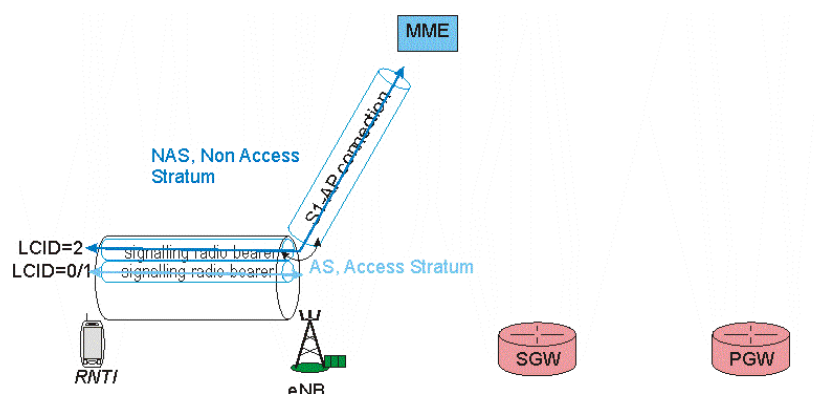 MME
S1-AP connection
NAS, Non Access
Stratum
LCID=2
signalling radio bearer
LCID=0/1
signalling radio bearer
AS, Access Stratum
RNTI
eNB
SGW
PGW